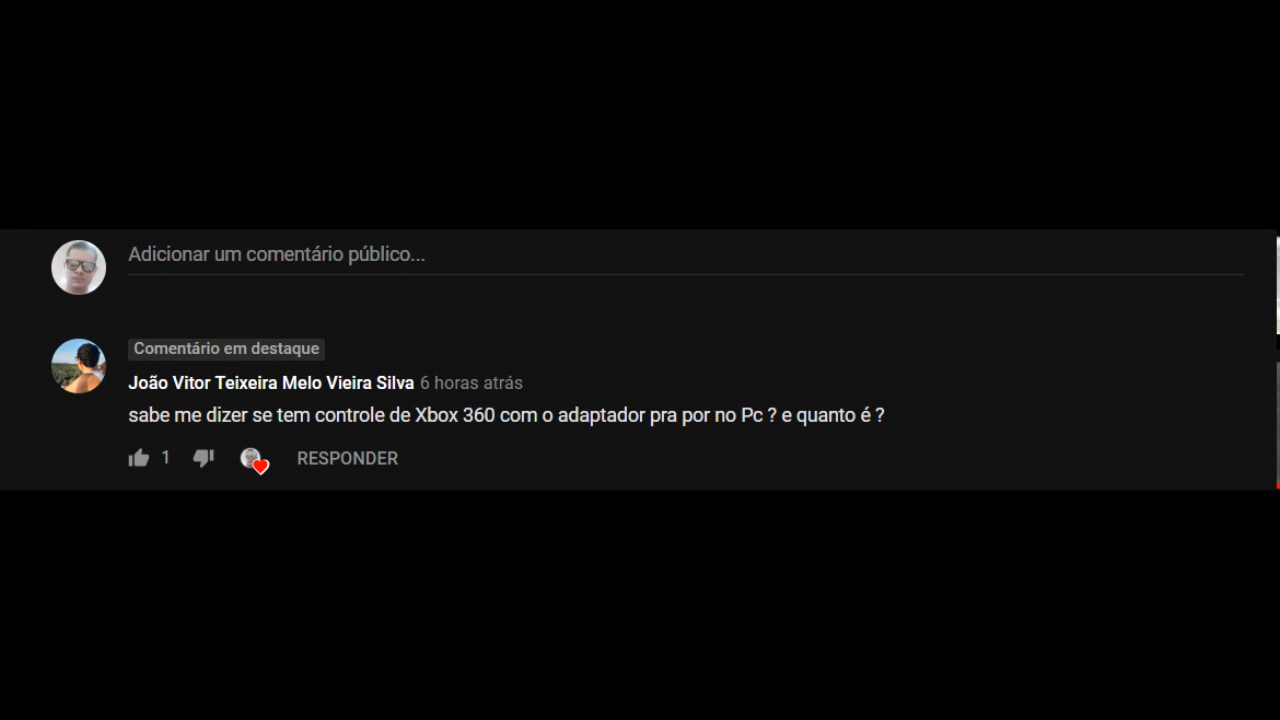 Adicionar um comentário público...
Comentário em destaque
João Vitor Teixeira Melo Vieira Silva 6 horas atrás
sabe me dizer se tem controle de Xbox 360 com o adaptador pra por no Pc ? e quanto é ?
1 RESPONDER